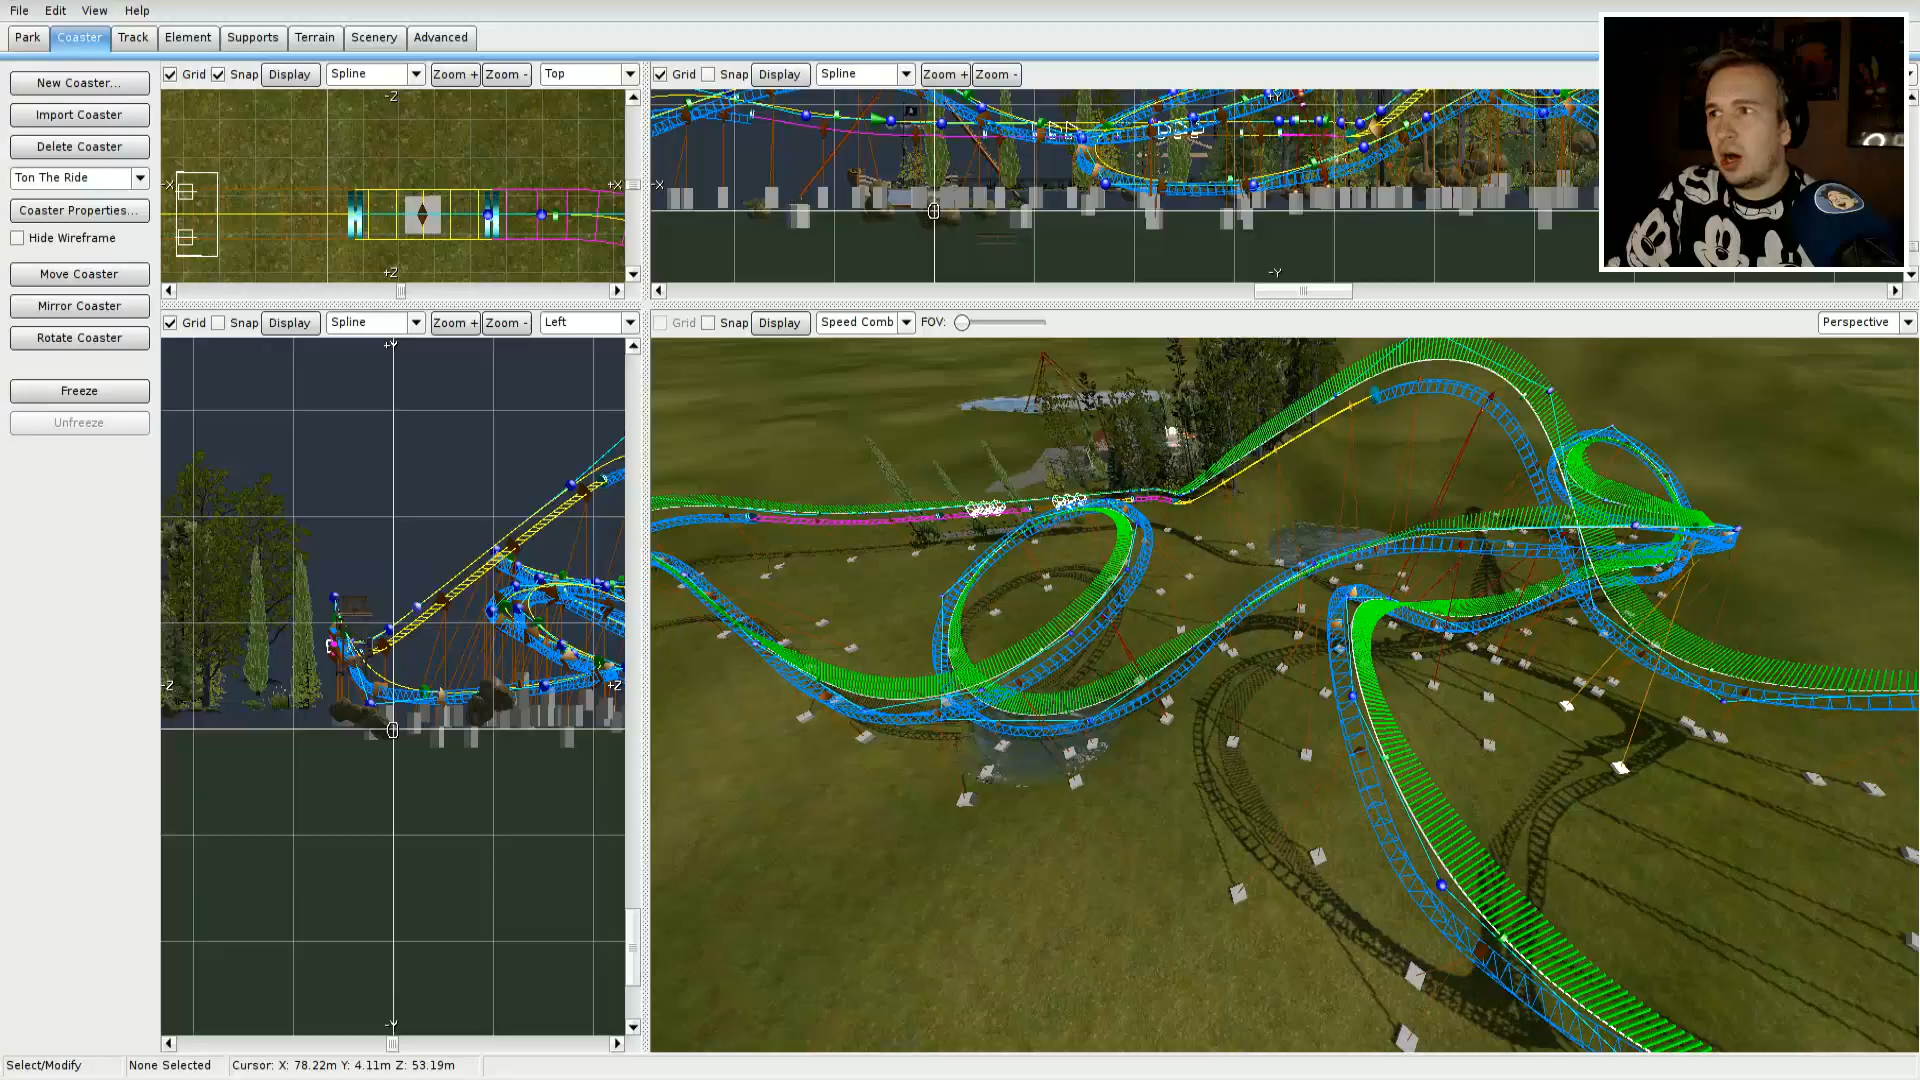 File Edit View Help
Park Coaster Track Element Supports Terrain Scenery Advanced
New Coaster...
Import Coaster
Delete Coaster
Ton The Ride
Coaster Properties...
Hide Wireframe
Move Coaster
Mirror Coaster
Rotate Coaster
Freeze
Unfreeze
Grid Snap Display Spline Zoom + Zoom - Top
-Z
-X
+X
+Z
Grid Snap Display Spline Zoom + Zoom -
+Y
-X
-Y
Grid Snap Display Spline Zoom + Zoom - Left
+Y
-Z
+Z
-Y
Grid Snap Display Speed Comb FOV: Perspective
Select/Modify None Selected Cursor: X: 78.22m Y: 4.11m Z: 53.19m